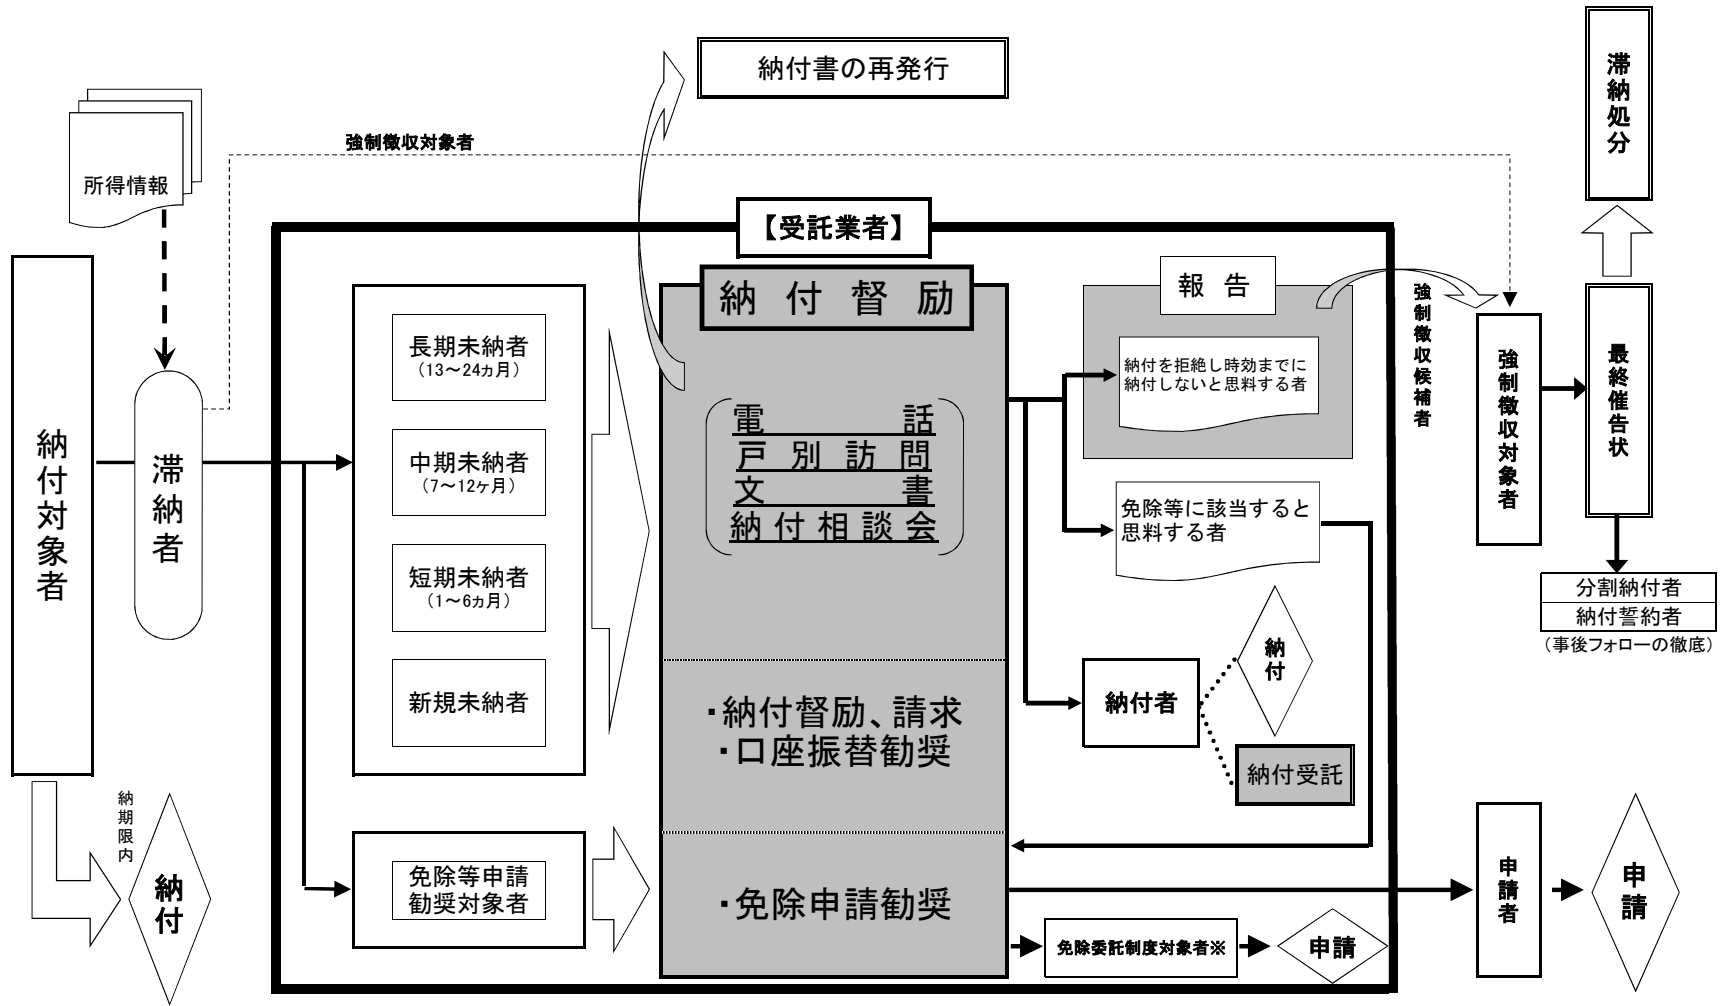 納付書の再発行
滞納処分
強制徴収対象者
所得情報
【受託業者】
納付督励
報告
強制徴収候補者
長期未納者
(13～24ヵ月)
納付を拒絶し時効までに
納付しないと思料する者
強制徴収対象者
最終催告状
納付対象者
滞納者
電話
戸別訪問
文書
納付相談会
中期未納者
(7～12ヶ月)
免除等に該当すると
思料する者
短期未納者
(1～6ヵ月)
分割納付者
納付誓約者
(事後フォローの徹底)
新規未納者
・納付督励、請求
・口座振替勧奨
納付者
納付
納付受託
納期限内
納付
免除等申請
勧奨対象者
・免除申請勧奨
申請者
申請
免除委託制度対象者※
申請